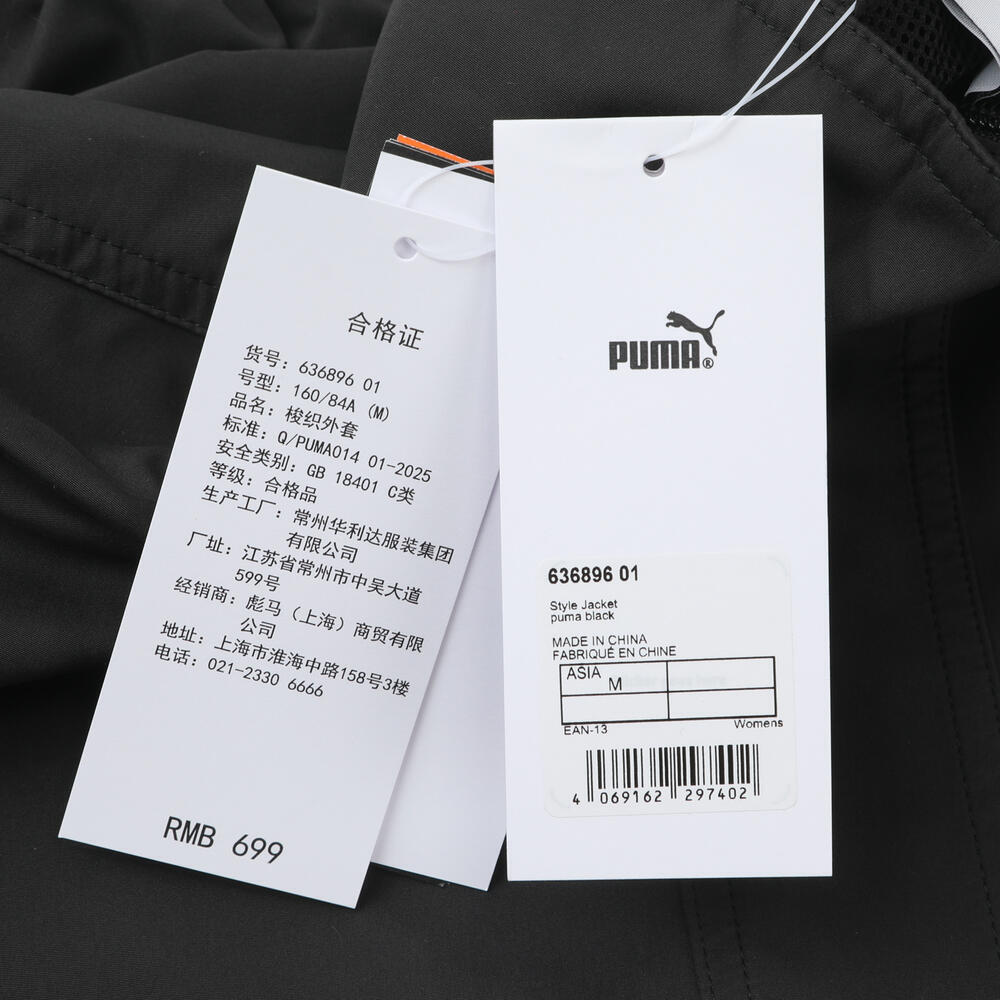 合格证
货号: 636896 01
号型: 160/84A (M)
品名: 梭织外套
标准: Q/PUMA014 01-2025
安全类别: GB 18401 C类
等级: 合格品
生产工厂: 常州华利达服装集团
有限公司
厂址: 江苏省常州市中吴大道
599号
经销商: 彪马（上海）商贸有限
公司
地址: 上海市淮海中路158号3楼
电话: 021-2330 6666
RMB 699
PUMA®
636896 01
Style Jacket
puma black
MADE IN CHINA
FABRIQUÉ EN CHINE
ASIA
M
EAN-13 Womens
4 069162 297402